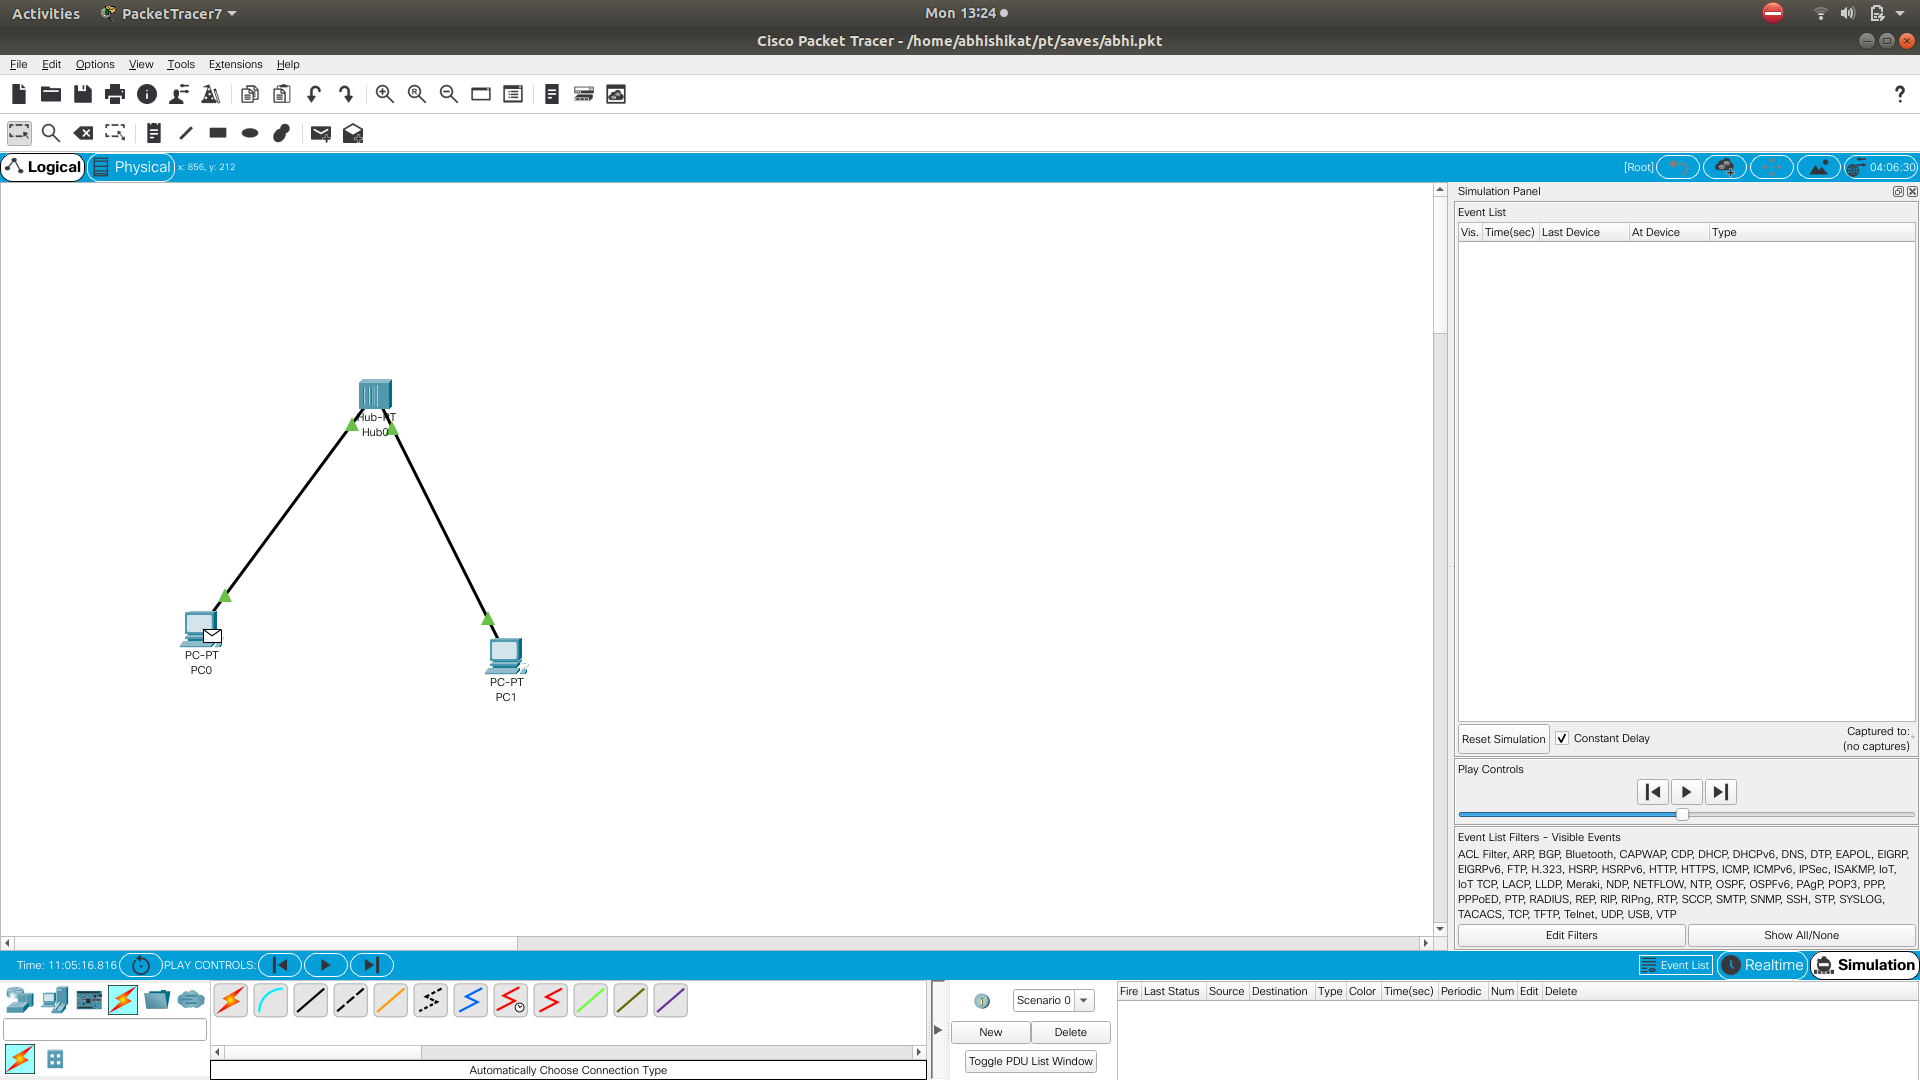 Activities PacketTracer7 Mon 13:24
Cisco Packet Tracer - /home/abhishikat/pt/saves/abhi.pkt
File Edit Options View Tools Extensions Help
?
Logical Physical x: 856, y: 212 [Root] 04:06:30
Simulation Panel
Event List
Vis. Time(sec) Last Device At Device Type
Hub-PT
Hub0
PC-PT
PC0
PC-PT
PC1
Reset Simulation Constant Delay Captured to:
(no captures)
Play Controls
Event List Filters - Visible Events
ACL Filter, ARP, BGP, Bluetooth, CAPWAP, CDP, DHCP, DHCPv6, DNS, DTP, EAPOL, EIGRP,
EIGRPv6, FTP, H.323, HSRP, HSRPv6, HTTP, HTTPS, ICMP, ICMPv6, IPSec, ISAKMP, IoT,
IoT TCP, LACP, LLDP, Meraki, NDP, NETFLOW, NTP, OSPF, OSPFv6, PAgP, POP3, PPP,
PPPoED, PTP, RADIUS, REP, RIP, RIPng, RTP, SCCP, SMTP, SNMP, SSH, STP, SYSLOG,
TACACS, TCP, TFTP, Telnet, UDP, USB, VTP
Edit Filters Show All/None
Time: 11:05:16.816 PLAY CONTROLS: Event List Realtime Simulation
Scenario 0
New Delete
Toggle PDU List Window
Fire Last Status Source Destination Type Color Time(sec) Periodic Num Edit Delete
Automatically Choose Connection Type